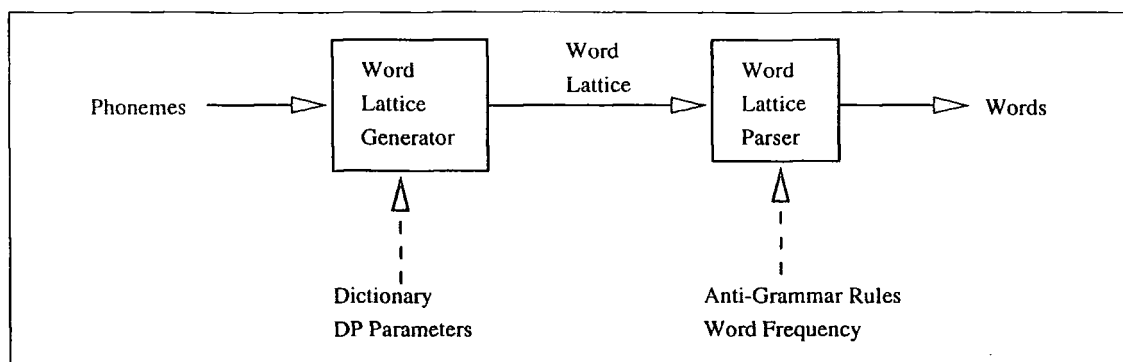 Phonemes
Word
Lattice
Generator
Word
Lattice
Word
Lattice
Parser
Words
Dictionary
DP Parameters
Anti-Grammar Rules
Word Frequency